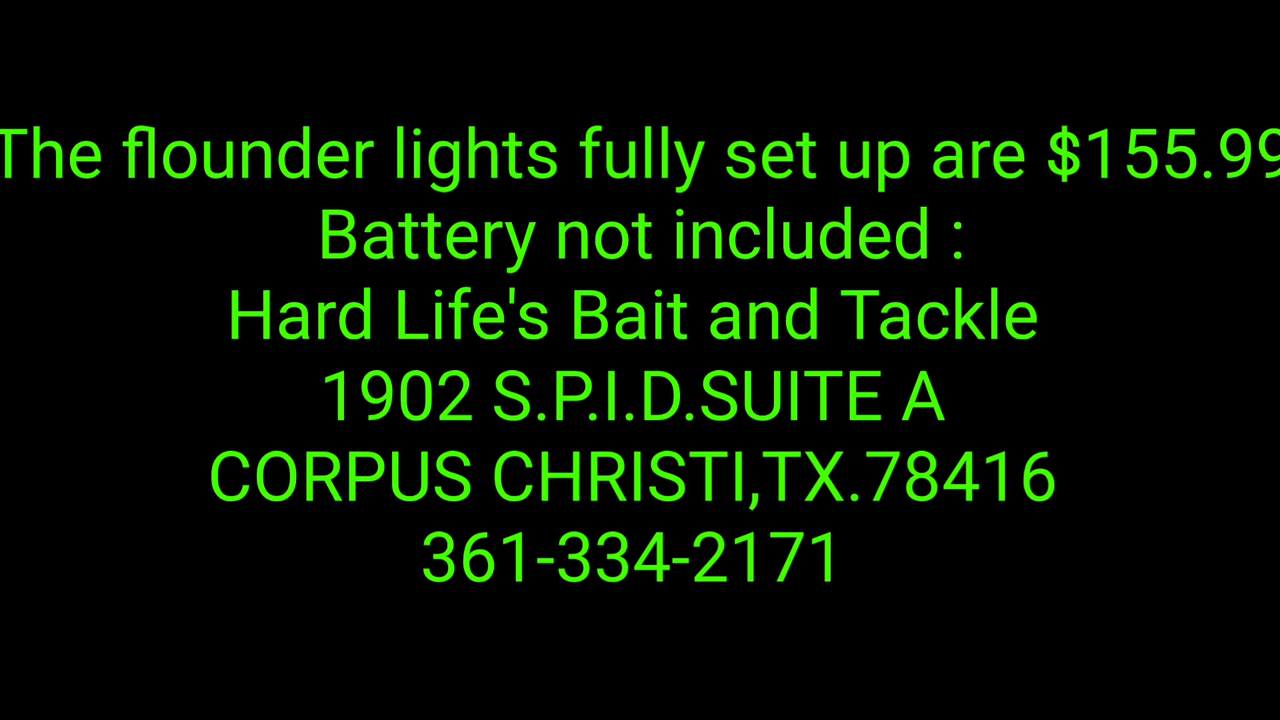 The flounder lights fully set up are $155.99
Battery not included :
Hard Life's Bait and Tackle
1902 S.P.I.D.SUITE A
CORPUS CHRISTI,TX.78416
361-334-2171